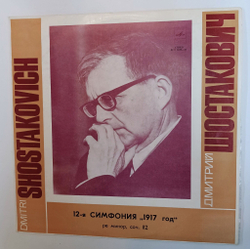 DMITRI
SHOSTAKOVICH
ДМИТРИЙ
ШОСТАКОВИЧ
12-я СИМФОНИЯ „1917 год“
ре минор, соч. 112